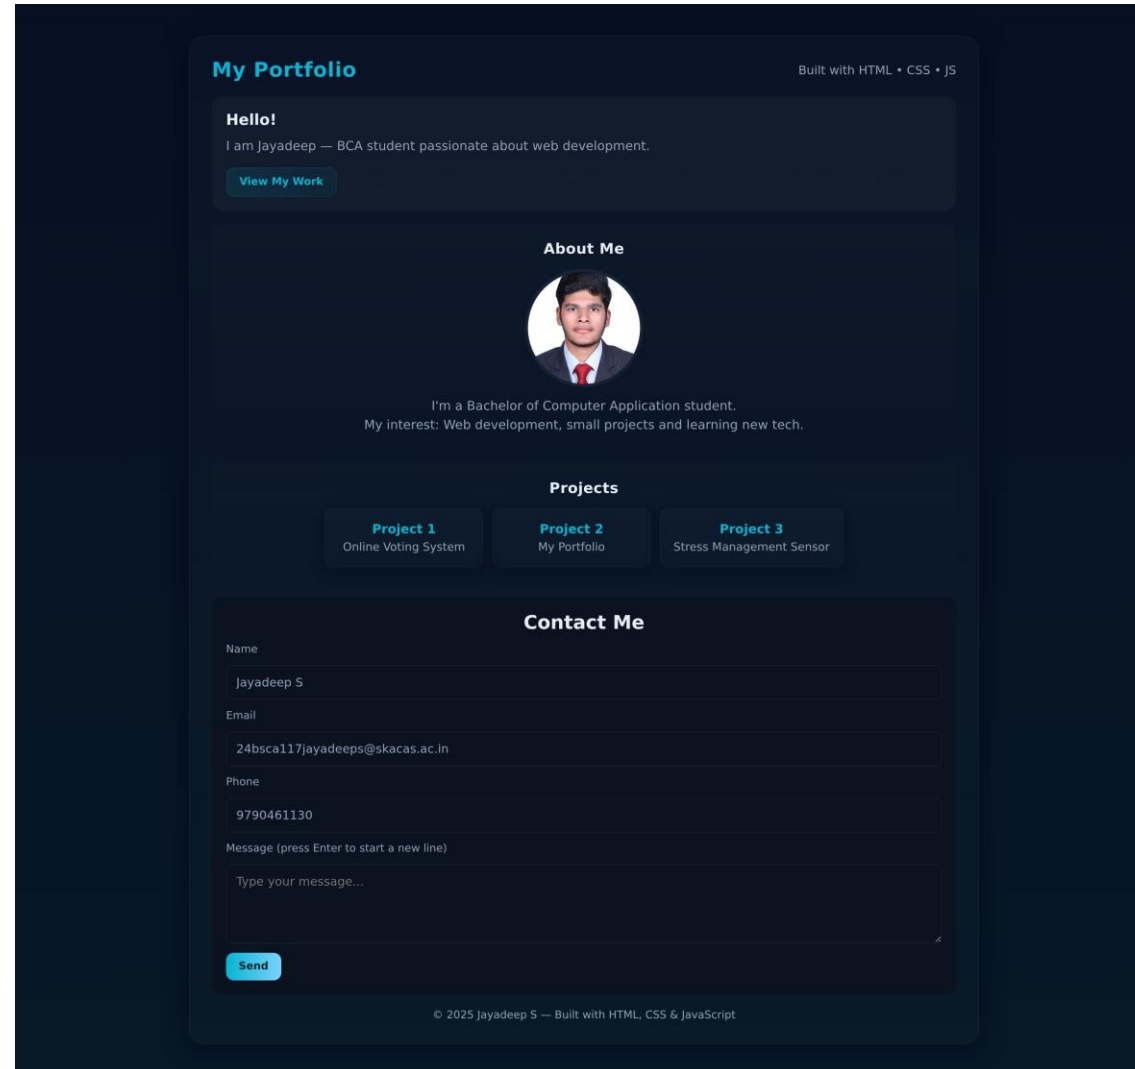 My Portfolio
Built with HTML • CSS • JS
Hello!
I am Jayadeep — BCA student passionate about web development.
View My Work
About Me
I'm a Bachelor of Computer Application student.
My interest: Web development, small projects and learning new tech.
Projects
Project 1
Online Voting System
Project 2
My Portfolio
Project 3
Stress Management Sensor
Contact Me
Name
Jayadeep S
Email
24bsca117jayadeeps@skacas.ac.in
Phone
9790461130
Message (press Enter to start a new line)
Type your message...
Send
© 2025 Jayadeep S — Built with HTML, CSS & JavaScript